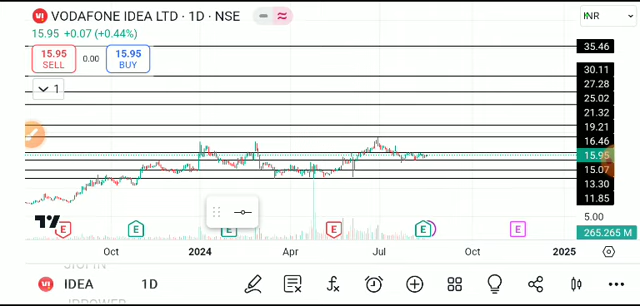 VODAFONE IDEA LTD · 1D · NSE
INR
15.95 +0.07 (+0.44%)
15.95
SELL
0.00
15.95
BUY
1
35.46
30.11
27.28
25.02
21.32
19.21
16.46
15.95
15.07
13.30
11.85
5.00
265.265 M
E
E
E
E
E
E
Oct
2024
Apr
Jul
Oct
2025
IDEA
1D